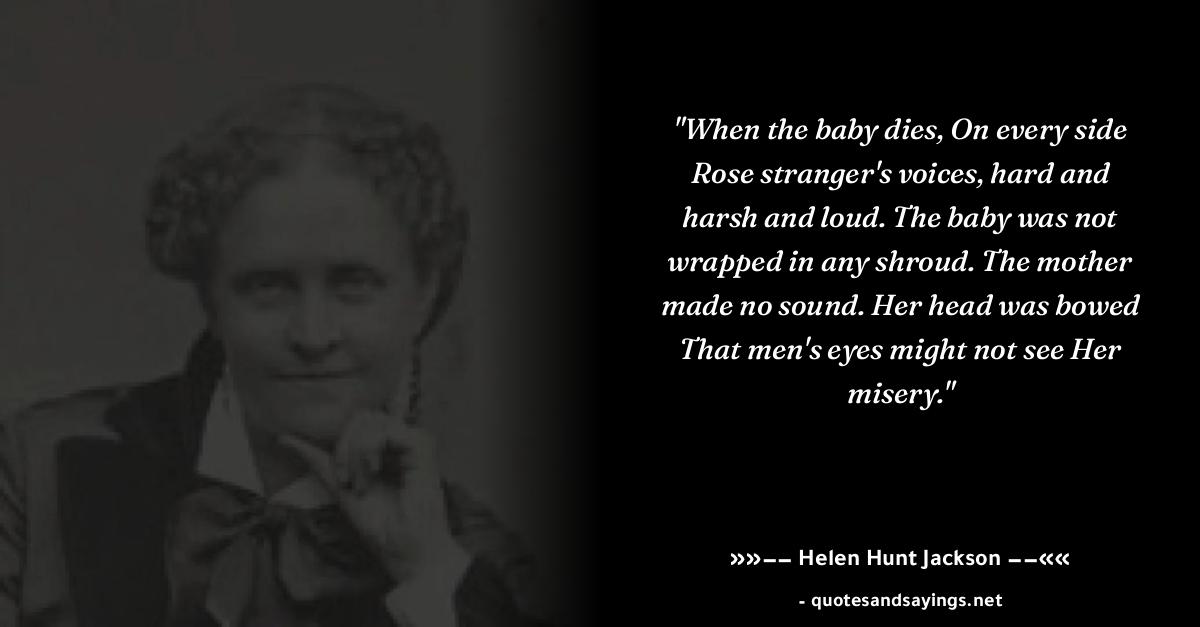 "When the baby dies, On every side
Rose stranger's voices, hard and
harsh and loud. The baby was not
wrapped in any shroud. The mother
made no sound. Her head was bowed
That men's eyes might not see Her
misery."
»»−− Helen Hunt Jackson −−««
- quotesandsayings.net